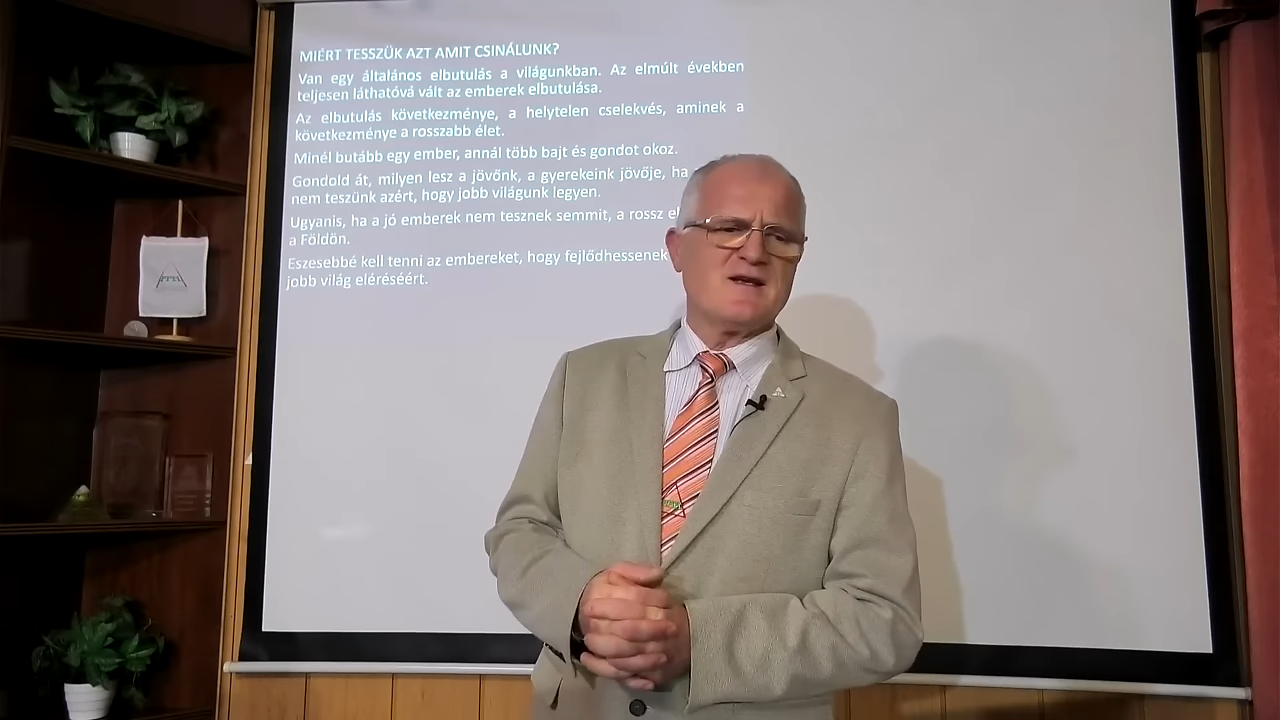 MIÉRT TESSZÜK AZT AMIT CSINÁLUNK?
Van egy általános elbutulás a világunkban. Az elmúlt években
teljesen láthatóvá vált az emberek elbutulása.
Az elbutulás következménye, a helytelen cselekvés, aminek a
következménye a rosszabb élet.
Minél butább egy ember, annál több bajt és gondot okoz.
Gondold át, milyen lesz a jövőnk, a gyerekeink jövője, ha
nem teszünk azért, hogy jobb világunk legyen.
Ugyanis, ha a jó emberek nem tesznek semmit, a rossz
a Földön.
Eszesebbé kell tenni az embereket, hogy fejlődhessenek
jobb világ eléréséért.